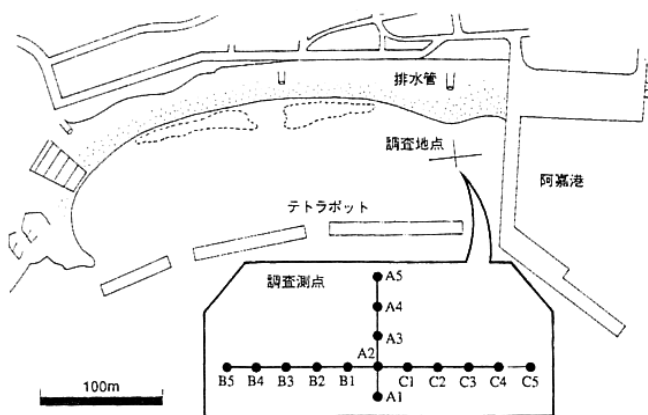 排水管
調査地点
阿嘉港
テトラポット
調査測点
A5
A4
A3
A2
B5 B4 B3 B2 B1 C1 C2 C3 C4 C5
A1
100m